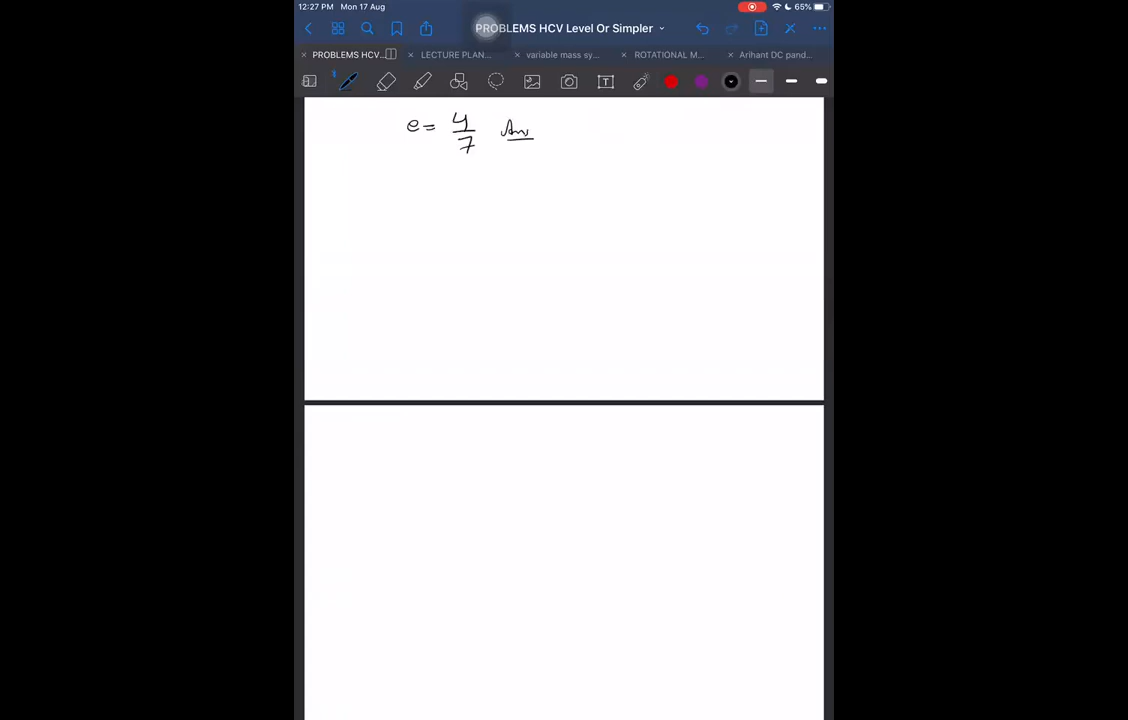 12:27 PM Mon 17 Aug 65%
PROBLEMS HCV Level Or Simpler
PROBLEMS HCV... LECTURE PLAN... variable mass sy... ROTATIONAL M... Arihant DC pand...
e = 4/7 Ans